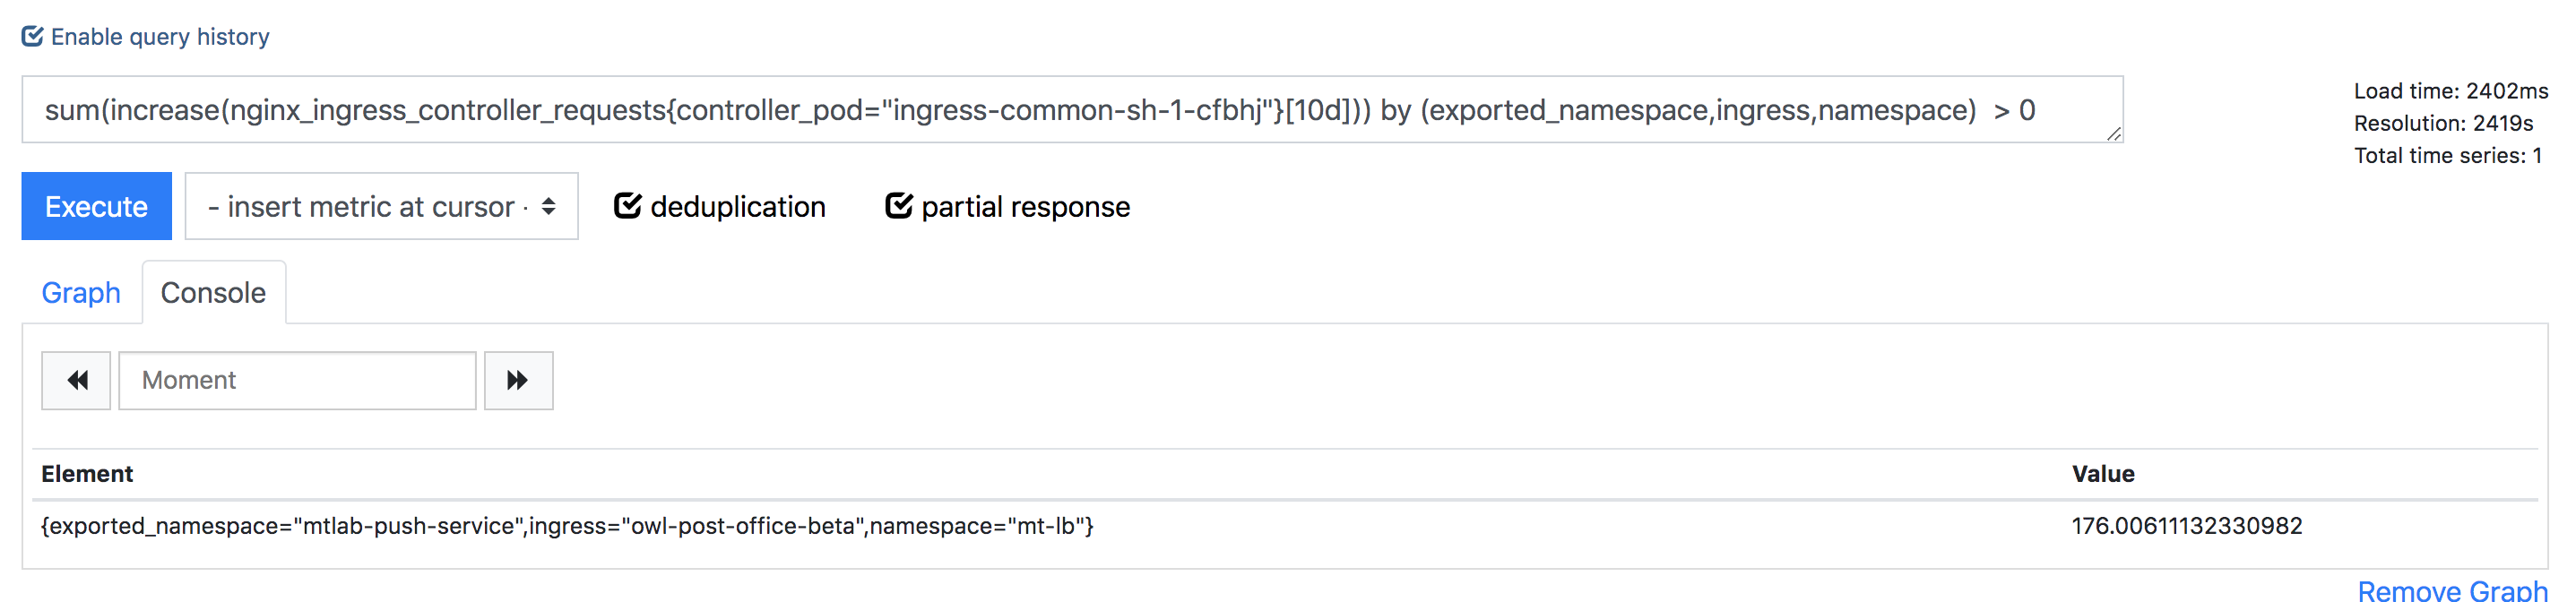 Enable query history
sum(increase(nginx_ingress_controller_requests{controller_pod="ingress-common-sh-1-cfbhj"}[10d])) by (exported_namespace,ingress,namespace)  > 0
Load time: 2402ms
Resolution: 2419s
Total time series: 1
Execute
- insert metric at cursor -
deduplication
partial response
Graph
Console
Moment
Element
Value
{exported_namespace="mtlab-push-service",ingress="owl-post-office-beta",namespace="mt-lb"}
176.00611132330982
Remove Graph